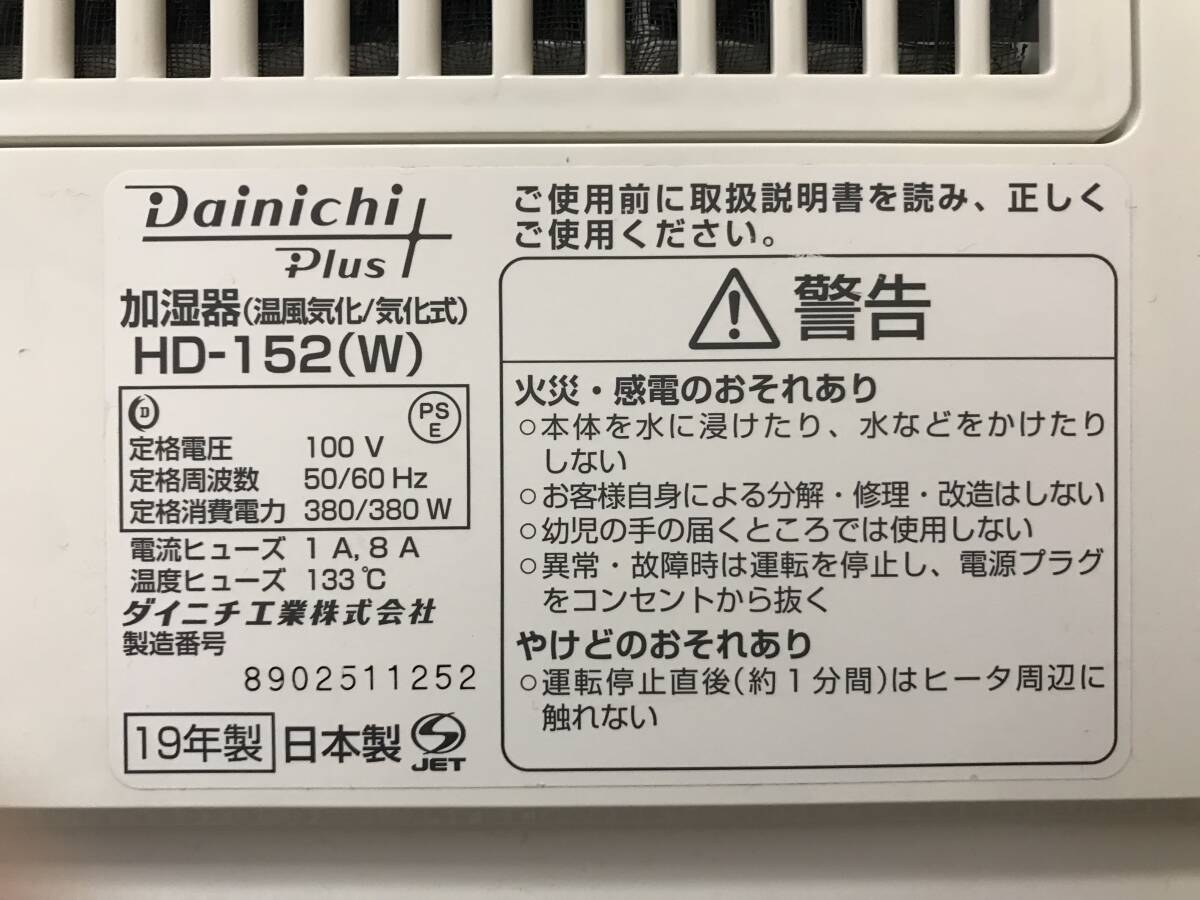 Dainichi
Plus
加湿器(温風気化/気化式)
HD-152(W)
D
PS
E
定格電圧 100 V
定格周波数 50/60 Hz
定格消費電力 380/380 W
電流ヒューズ 1 A, 8 A
温度ヒューズ 133℃
ダイニチ工業株式会社
製造番号
8902511252
19年製 日本製 JET
ご使用前に取扱説明書を読み、正しく
ご使用ください。
警告
火災・感電のおそれあり
○本体を水に浸けたり、水などをかけたり
しない
○お客様自身による分解・修理・改造はしない
○幼児の手の届くところでは使用しない
○異常・故障時は運転を停止し、電源プラグ
をコンセントから抜く
やけどのおそれあり
○運転停止直後(約1分間)はヒータ周辺に
触れない